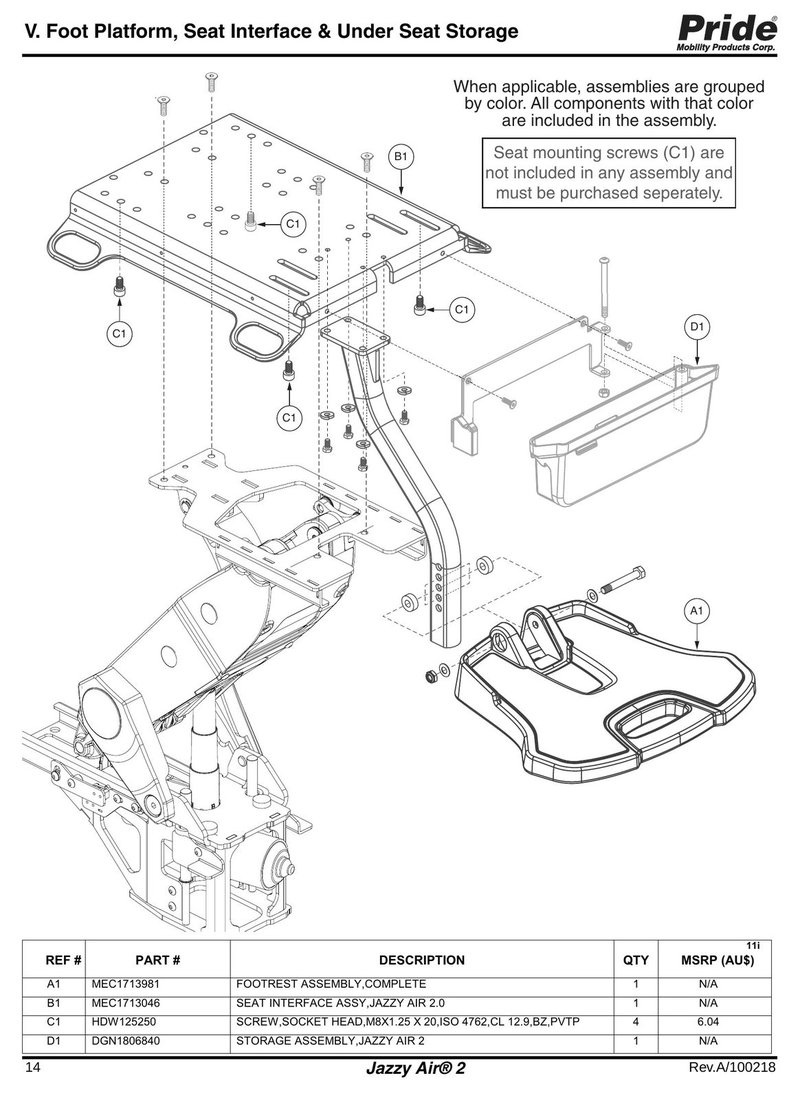 V. Foot Platform, Seat Interface & Under Seat Storage
Pride®
Mobility Products Corp.
When applicable, assemblies are grouped
by color. All components with that color
are included in the assembly.
Seat mounting screws (C1) are
not included in any assembly and
must be purchased seperately.
B1
C1
C1
C1
D1
C1
A1
11i
REF # PART # DESCRIPTION QTY MSRP (AU$)
A1 MEC1713981 FOOTREST ASSEMBLY,COMPLETE 1 N/A
B1 MEC1713046 SEAT INTERFACE ASSY,JAZZY AIR 2.0 1 N/A
C1 HDW125250 SCREW,SOCKET HEAD,M8X1.25 X 20,ISO 4762,CL 12.9,BZ,PVTP 4 6.04
D1 DGN1806840 STORAGE ASSEMBLY,JAZZY AIR 2 1 N/A
14 Jazzy Air® 2 Rev.A/100218